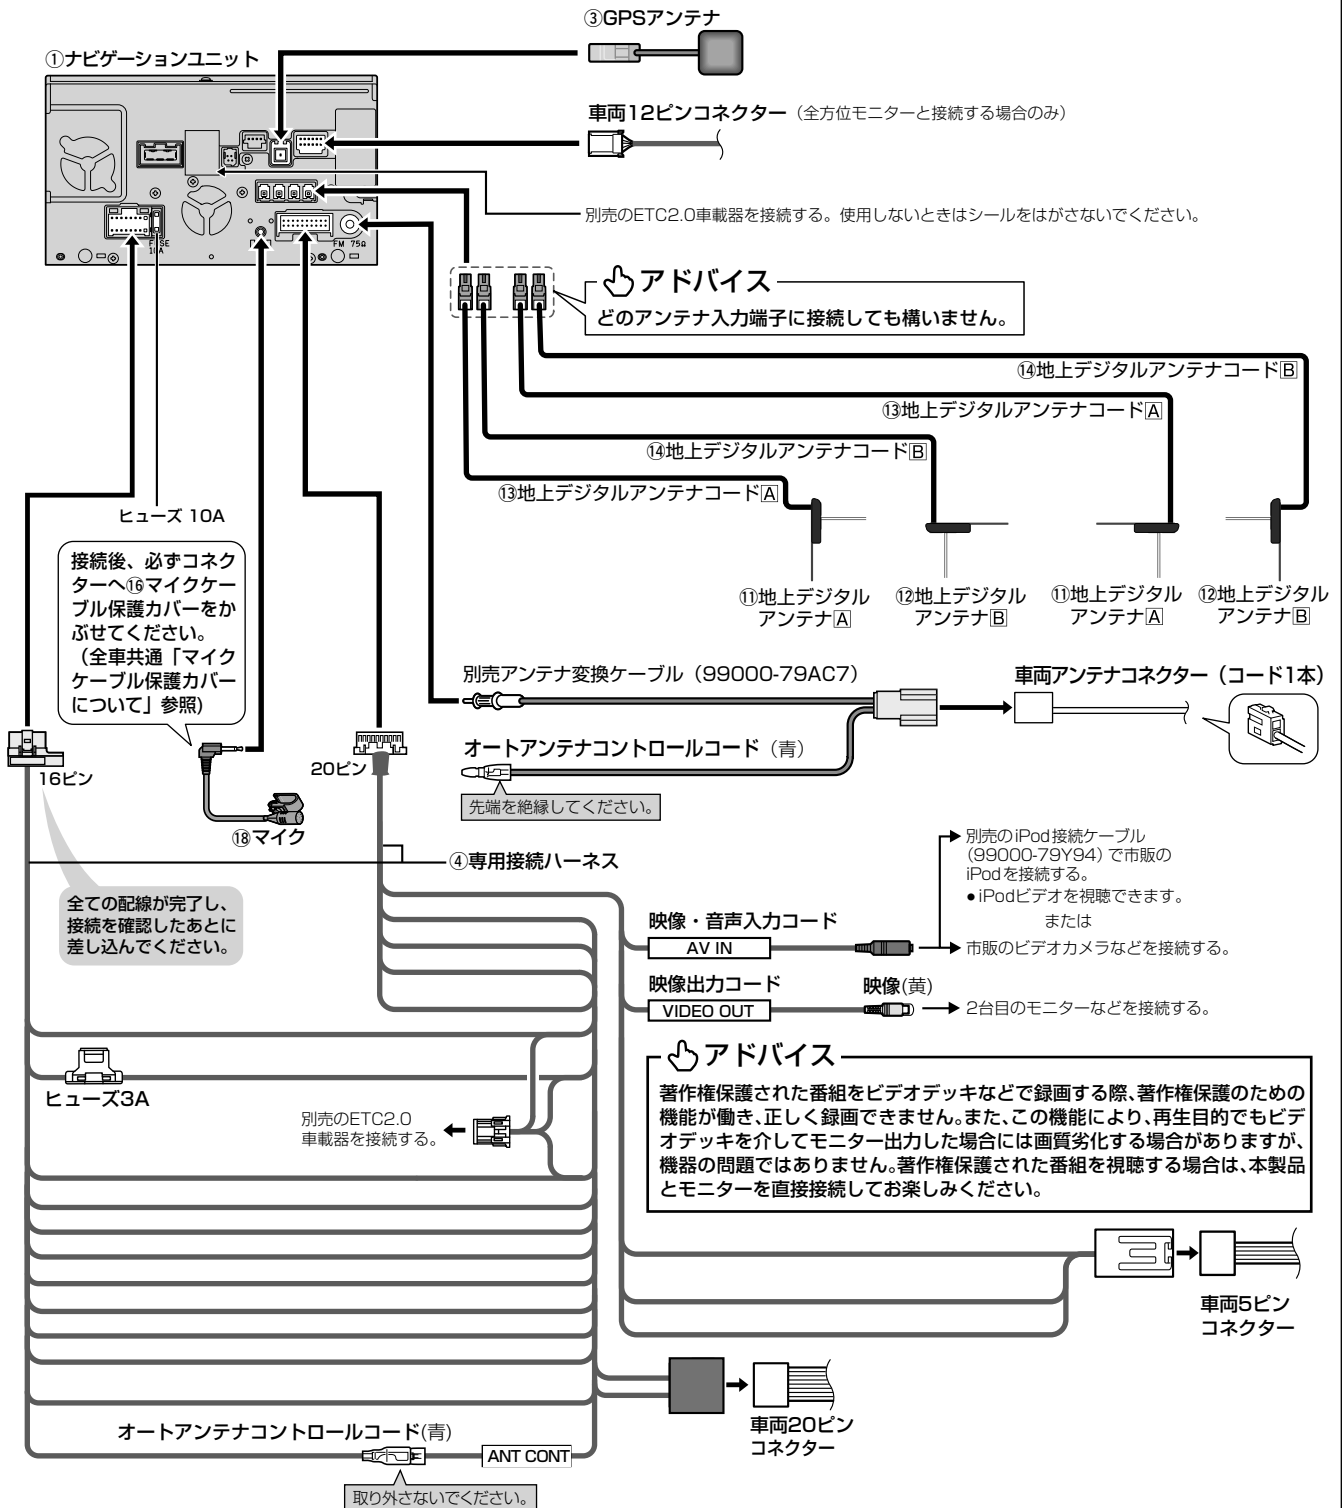 ③GPSアンテナ
①ナビゲーションユニット
車両12ピンコネクター（全方位モニターと接続する場合のみ）
別売のETC2.0車載器を接続する。使用しないときはシールをはがさないでください。
FUSE
10A
FM 75Ω
アドバイス
どのアンテナ入力端子に接続しても構いません。
⑭地上デジタルアンテナコードB
⑬地上デジタルアンテナコードA
⑭地上デジタルアンテナコードB
⑬地上デジタルアンテナコードA
ヒューズ 10A
接続後、必ずコネク
ターへ⑯マイクケー
ブル保護カバーをか
ぶせてください。
（全車共通「マイク
ケーブル保護カバー
について」参照)
⑪地上デジタル
アンテナA
⑫地上デジタル
アンテナB
⑪地上デジタル
アンテナA
⑫地上デジタル
アンテナB
別売アンテナ変換ケーブル（99000-79AC7）
車両アンテナコネクター（コード1本）
オートアンテナコントロールコード（青）
先端を絶縁してください。
16ピン
20ピン
⑱マイク
④専用接続ハーネス
全ての配線が完了し、
接続を確認したあとに
差し込んでください。
別売のiPod接続ケーブル
（99000-79Y94）で市販の
iPodを接続する。
●iPodビデオを視聴できます。
または
市販のビデオカメラなどを接続する。
映像・音声入力コード
AV IN
映像出力コード
VIDEO OUT
映像(黄)
2台目のモニターなどを接続する。
アドバイス
著作権保護された番組をビデオデッキなどで録画する際、著作権保護のための
機能が働き、正しく録画できません。また、この機能により、再生目的でもビデ
オデッキを介してモニター出力した場合には画質劣化する場合がありますが、
機器の問題ではありません。著作権保護された番組を視聴する場合は、本製品
とモニターを直接接続してお楽しみください。
ヒューズ3A
別売のETC2.0
車載器を接続する。
車両5ピン
コネクター
車両20ピン
コネクター
オートアンテナコントロールコード(青)
ANT CONT
取り外さないでください。